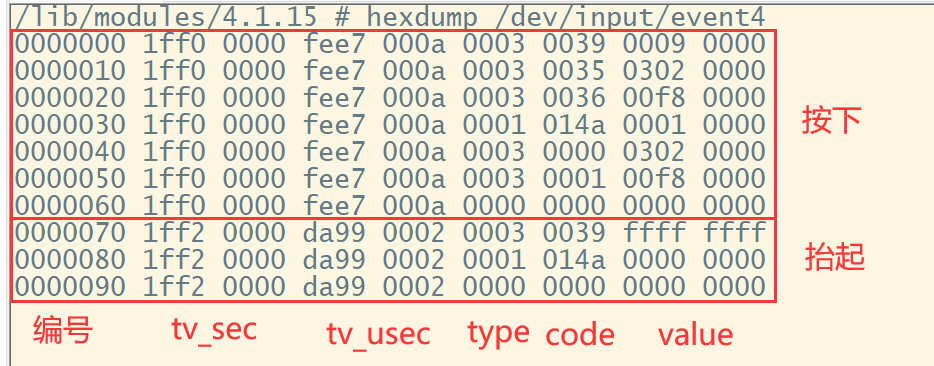 /lib/modules/4.1.15 # hexdump /dev/input/event4
0000000 1ff0 0000 fee7 000a 0003 0039 0009 0000
0000010 1ff0 0000 fee7 000a 0003 0035 0302 0000
0000020 1ff0 0000 fee7 000a 0003 0036 00f8 0000
0000030 1ff0 0000 fee7 000a 0001 014a 0001 0000
0000040 1ff0 0000 fee7 000a 0003 0000 0302 0000
0000050 1ff0 0000 fee7 000a 0003 0001 00f8 0000
0000060 1ff0 0000 fee7 000a 0000 0000 0000 0000
按下
0000070 1ff2 0000 da99 0002 0003 0039 ffff ffff
0000080 1ff2 0000 da99 0002 0001 014a 0000 0000
0000090 1ff2 0000 da99 0002 0000 0000 0000 0000
抬起
编号 tv_sec tv_usec type code value